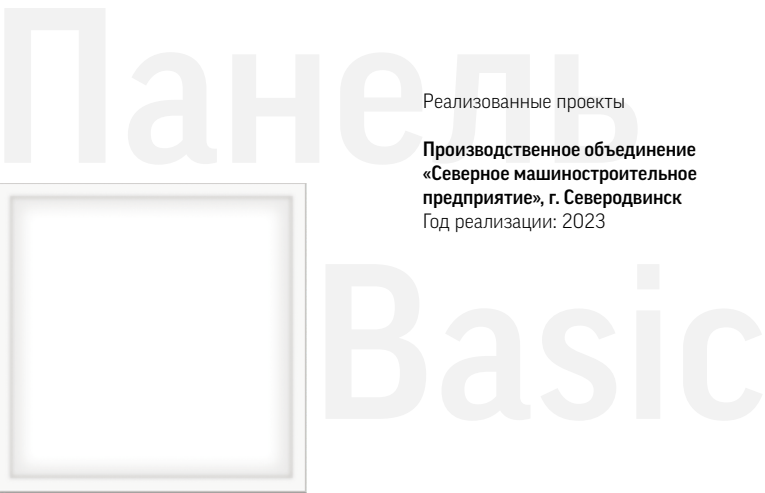 Панель
Реализованные проекты
Производственное объединение
«Северное машиностроительное
предприятие», г. Северодвинск
Год реализации: 2023
Basic